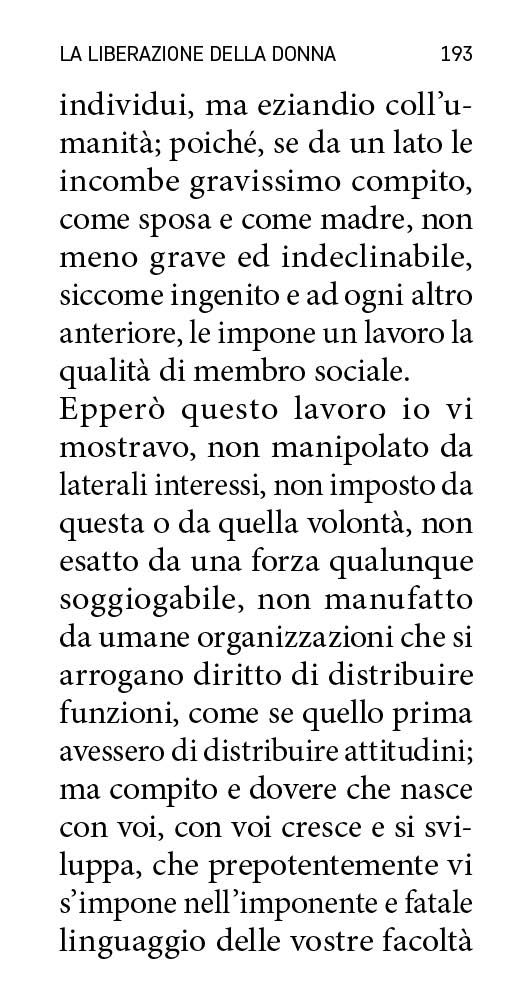 LA LIBERAZIONE DELLA DONNA 193
individui, ma eziandio coll’u-
manità; poiché, se da un lato le
incombe gravissimo compito,
come sposa e come madre, non
meno grave ed indeclinabile,
siccome ingenito e ad ogni altro
anteriore, le impone un lavoro la
qualità di membro sociale.
Epperò questo lavoro io vi
mostravo, non manipolato da
laterali interessi, non imposto da
questa o da quella volontà, non
esatto da una forza qualunque
soggiogabile, non manufatto
da umane organizzazioni che si
arrogano diritto di distribuire
funzioni, come se quello prima
avessero di distribuire attitudini;
ma compito e dovere che nasce
con voi, con voi cresce e si svi-
luppa, che prepotentemente vi
s’impone nell’imponente e fatale
linguaggio delle vostre facoltà